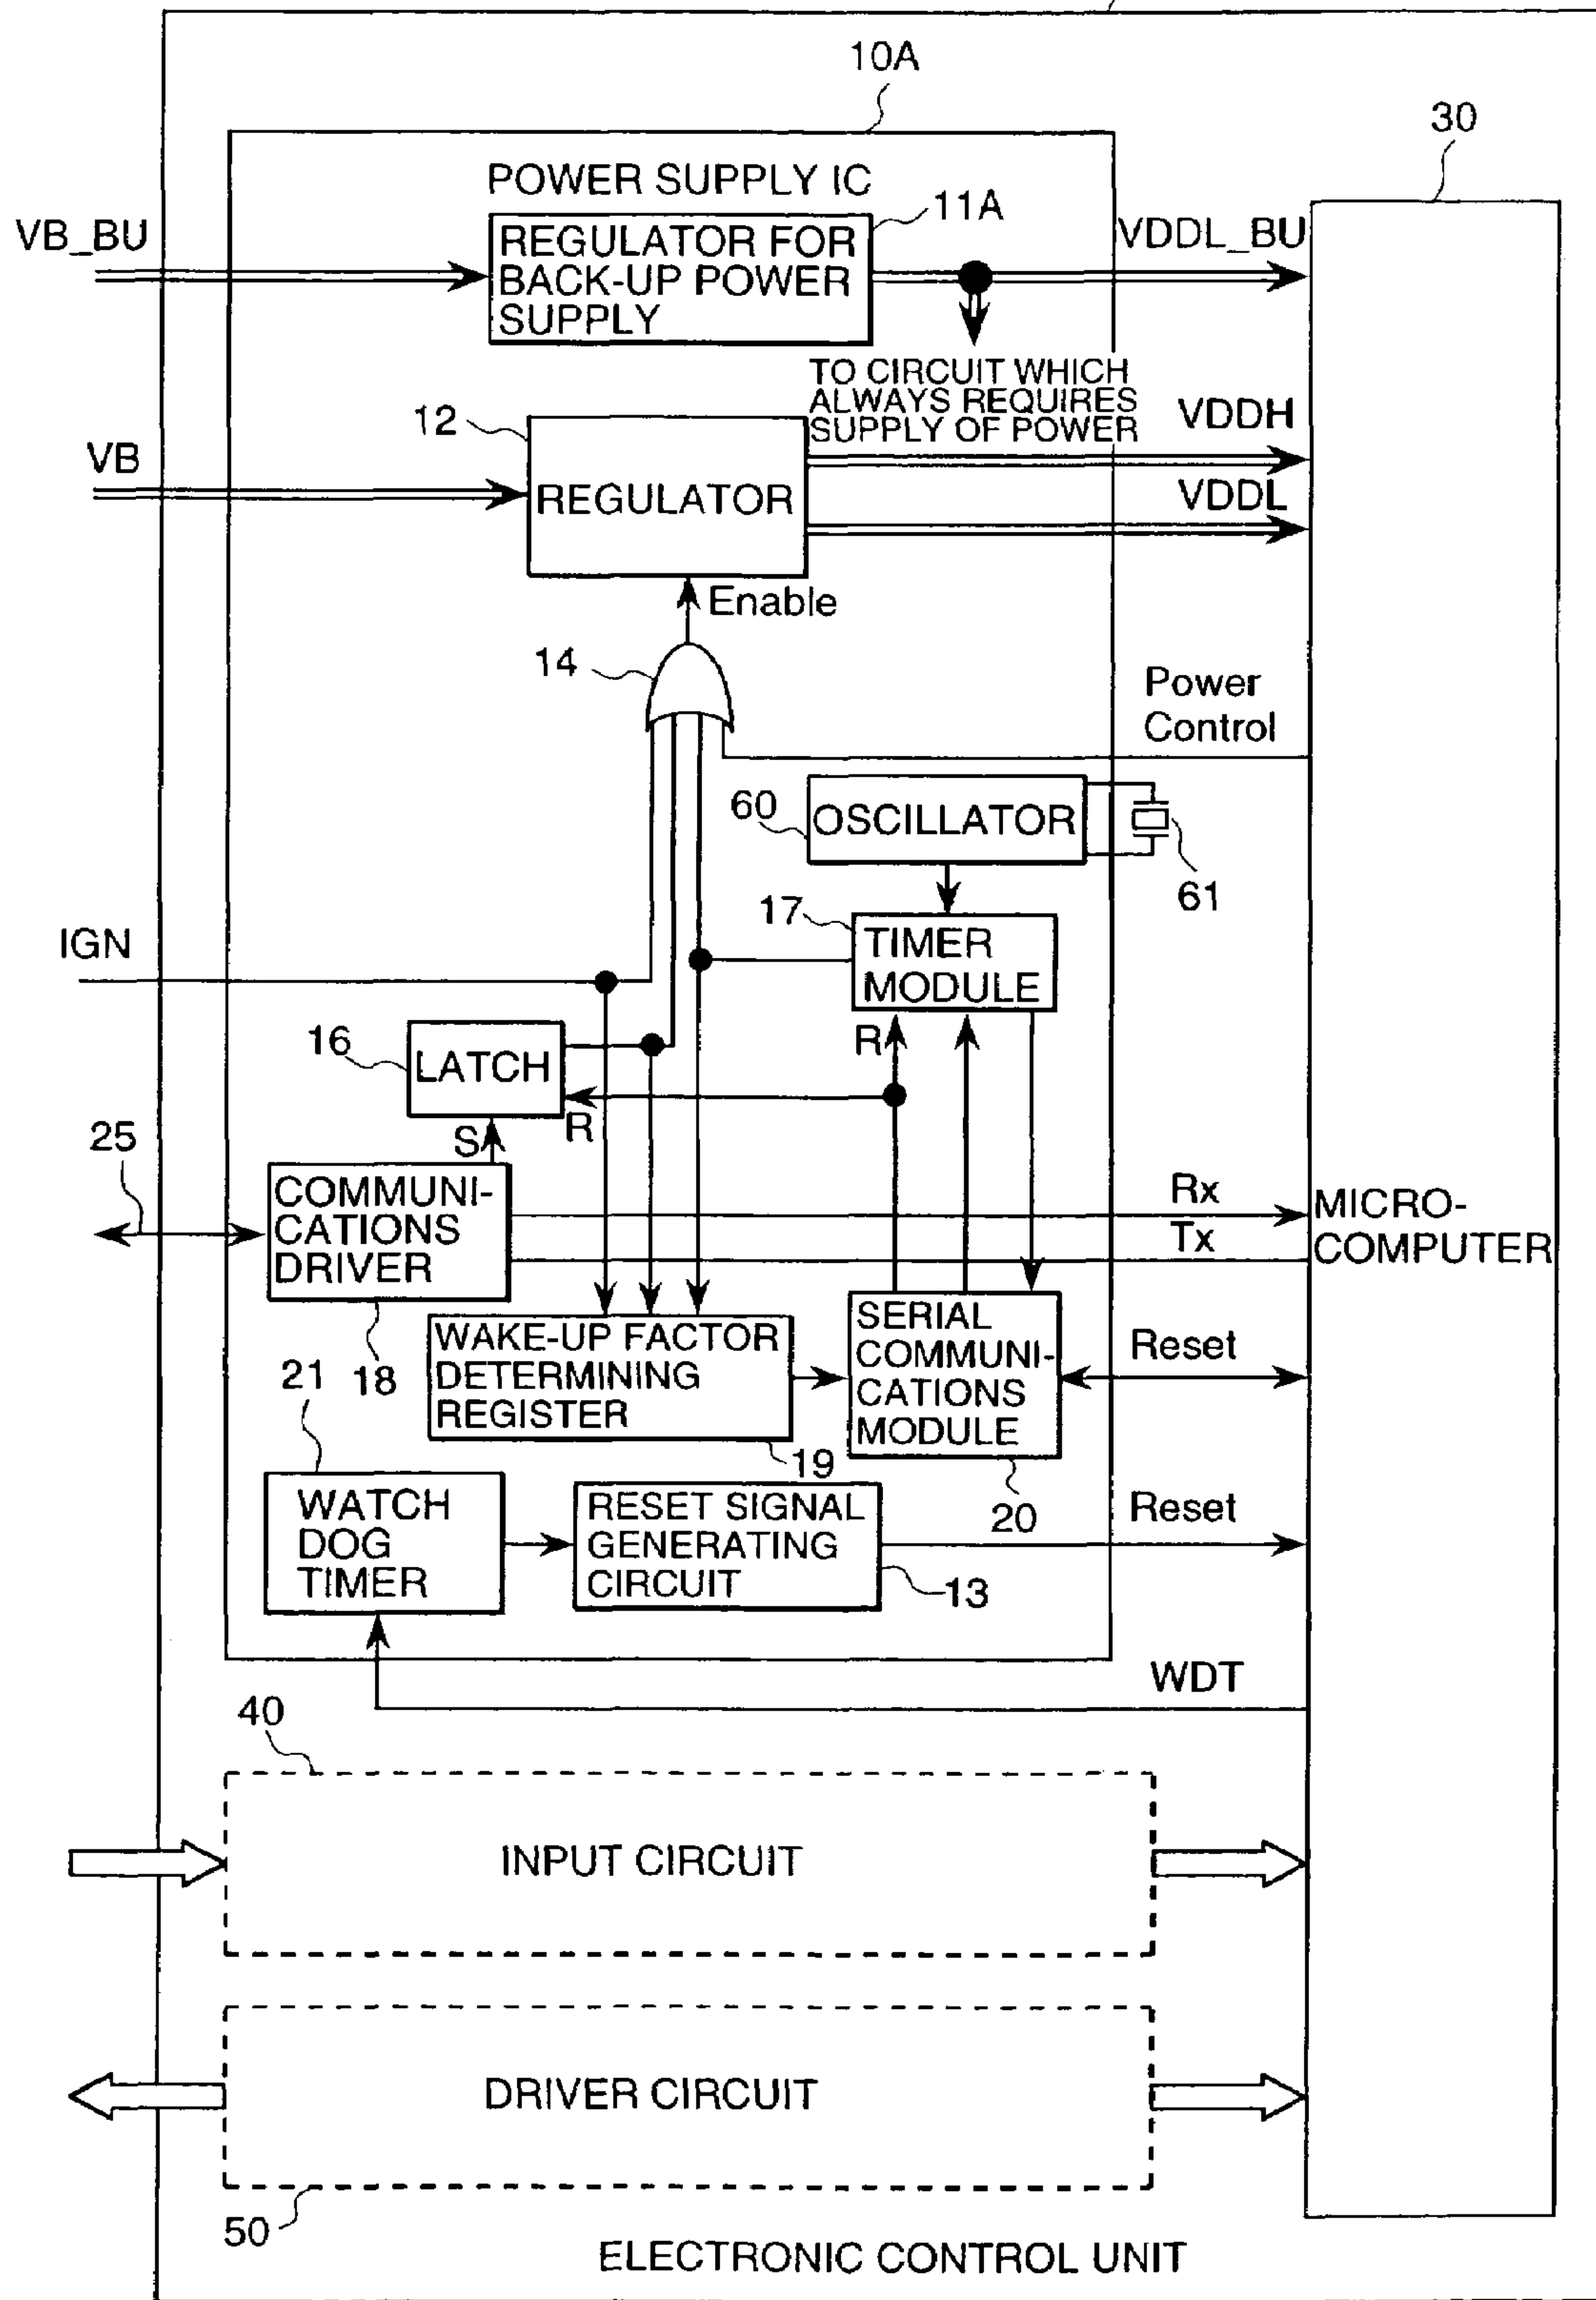 10A
30
POWER SUPPLY IC
11A
VB_BU
REGULATOR FOR
BACK-UP POWER
SUPPLY
VDDL_BU
TO CIRCUIT WHICH
ALWAYS REQUIRES
SUPPLY OF POWER
12
VDDH
VB
REGULATOR
VDDL
Enable
14
Power
Control
60
OSCILLATOR
61
17
IGN
TIMER
MODULE
16
LATCH
R
R
S
25
COMMUNI-
CATIONS
DRIVER
Rx
Tx
MICRO-
COMPUTER
18
WAKE-UP FACTOR
DETERMINING
REGISTER
19
SERIAL
COMMUNI-
CATIONS
MODULE
20
Reset
21
WATCH
DOG
TIMER
RESET SIGNAL
GENERATING
CIRCUIT
13
Reset
WDT
40
INPUT CIRCUIT
DRIVER CIRCUIT
50
ELECTRONIC CONTROL UNIT